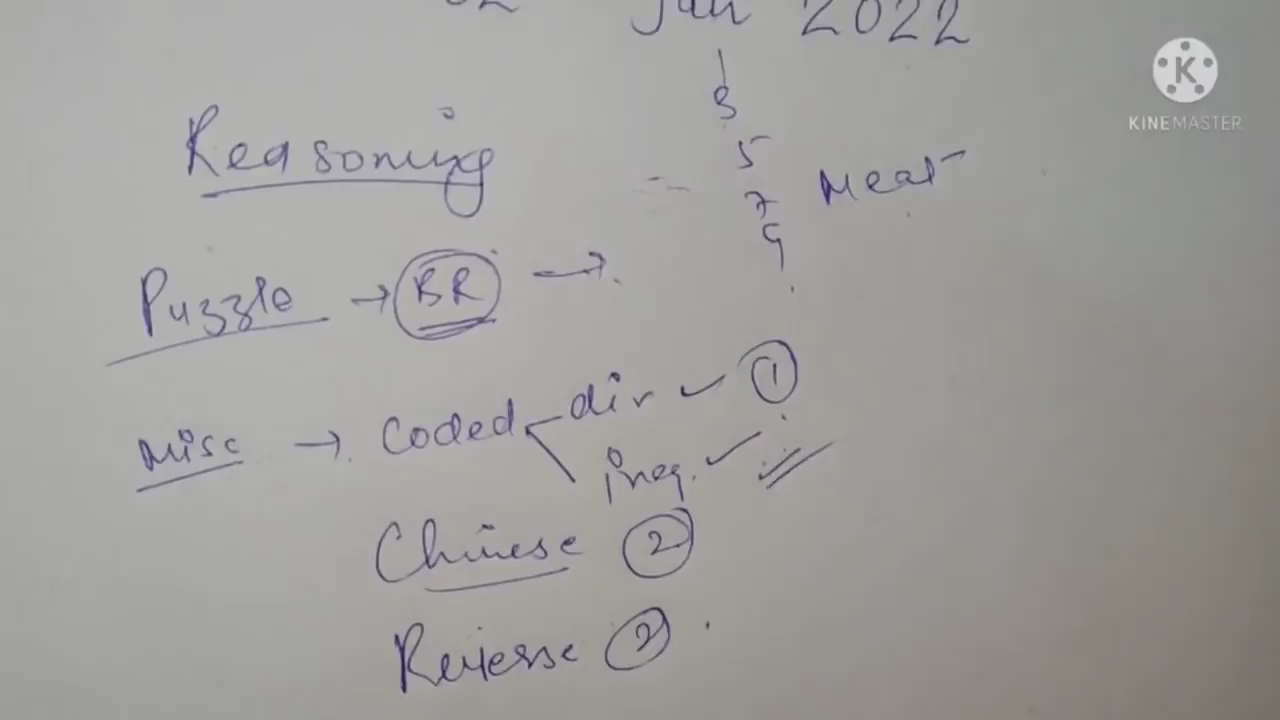 Jan 2022
KINEMASTER
3
Reasoning
5
7 Meat
9
Puzzle → BR →
Misc → Coded dir ✓ 1
ineq. ✓
Chinese 2
Reverse 2